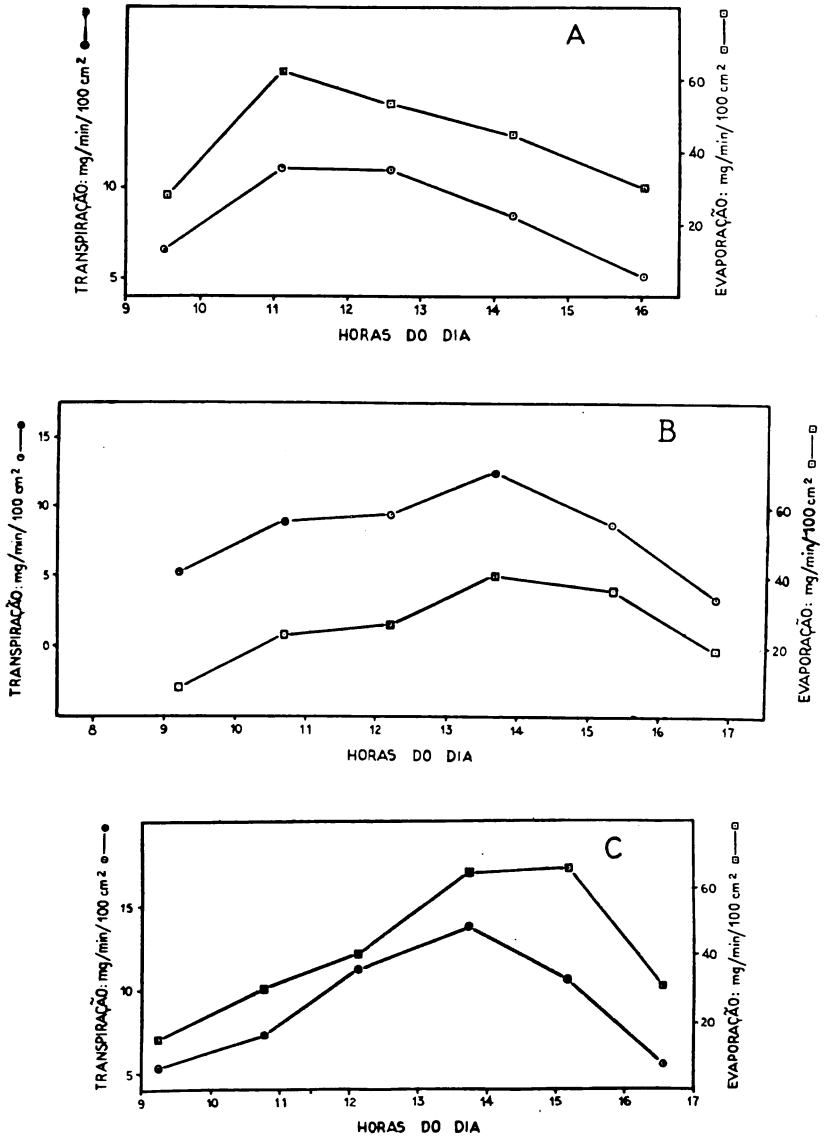 A
TRANSPIRAÇÃO: mg/min/100 cm²
10
5
EVAPORAÇÃO: mg/min/100 cm²
60
40
20
9 10 11 12 13 14 15 16
HORAS DO DIA
B
TRANSPIRAÇÃO: mg/min/100 cm²
15
10
5
0
EVAPORAÇÃO: mg/min/100 cm²
60
40
20
8 9 10 11 12 13 14 15 16 17
HORAS DO DIA
C
TRANSPIRAÇÃO: mg/min/100 cm²
15
10
5
EVAPORAÇÃO: mg/min/100 cm²
60
40
20
9 10 11 12 13 14 15 16 17
HORAS DO DIA